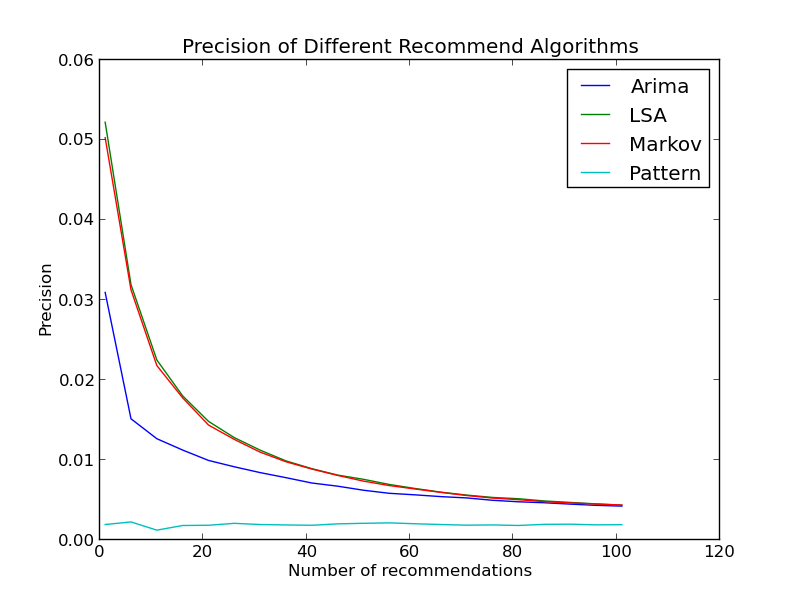 Precision of Different Recommend Algorithms
0.06
0.05
0.04
0.03
0.02
0.01
0.00
Precision
Arima
LSA
Markov
Pattern
0 20 40 60 80 100 120
Number of recommendations